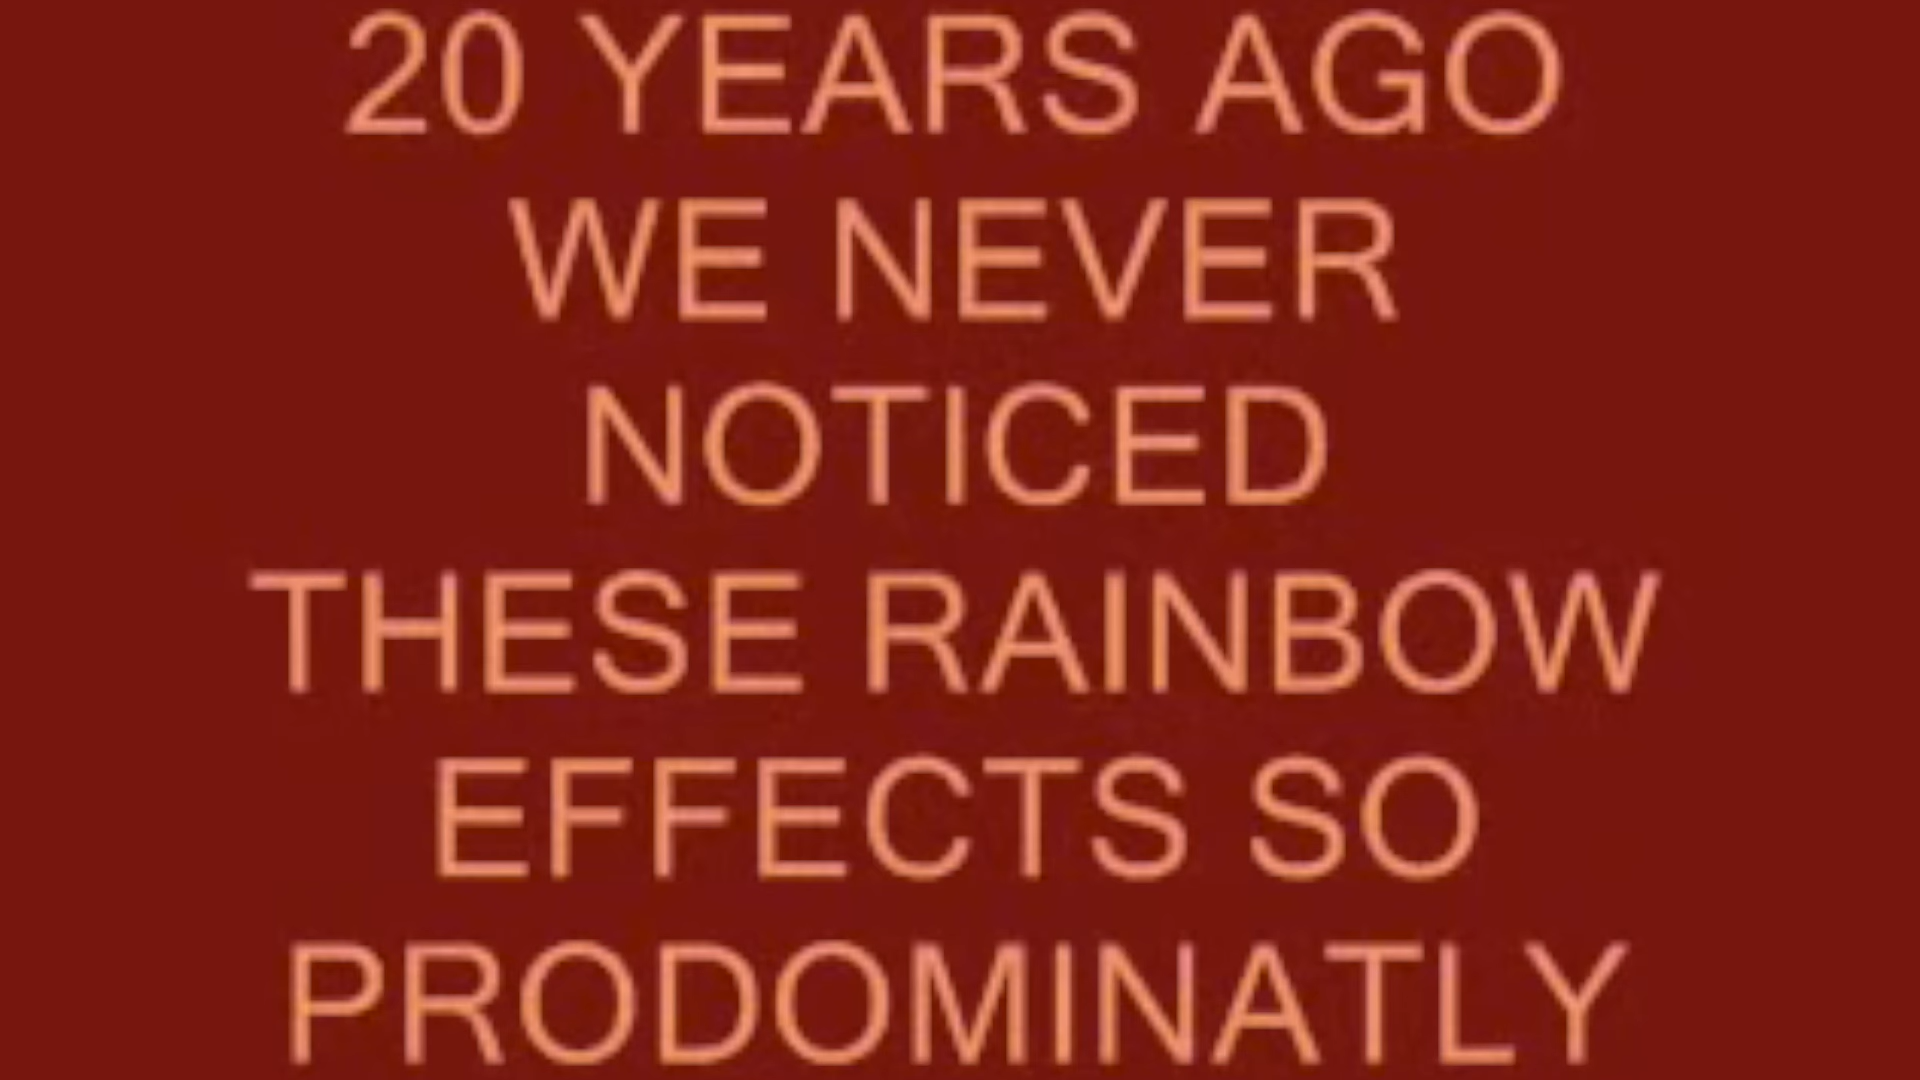 20 YEARS AGO
WE NEVER
NOTICED
THESE RAINBOW
EFFECTS SO
PRODOMINATLY